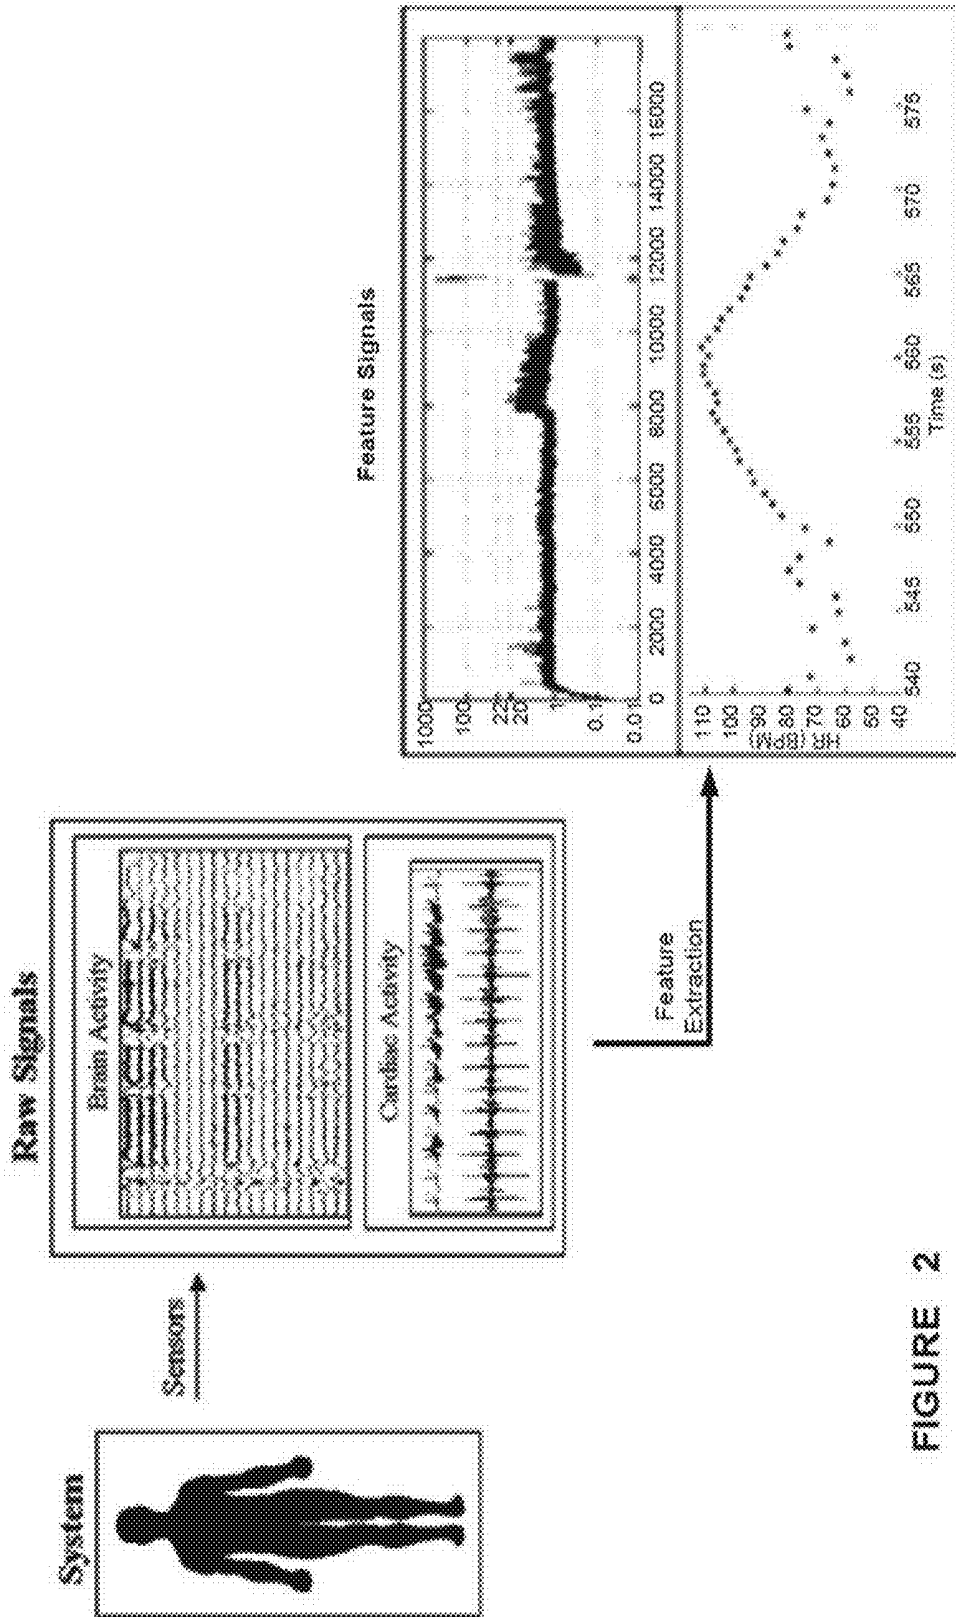 System
Sensors
Raw Signals
Brain Activity
Cardiac Activity
Feature
Extraction
Feature Signals
1000
100
22
20
1
0.1
0.01
0 2000 4000 6000 8000 10000 12000 14000 16000
110
100
90
80
70
60
50
40
HR (BPM)
540 545 550 555 560 565 570 575
Time (s)
FIGURE 2